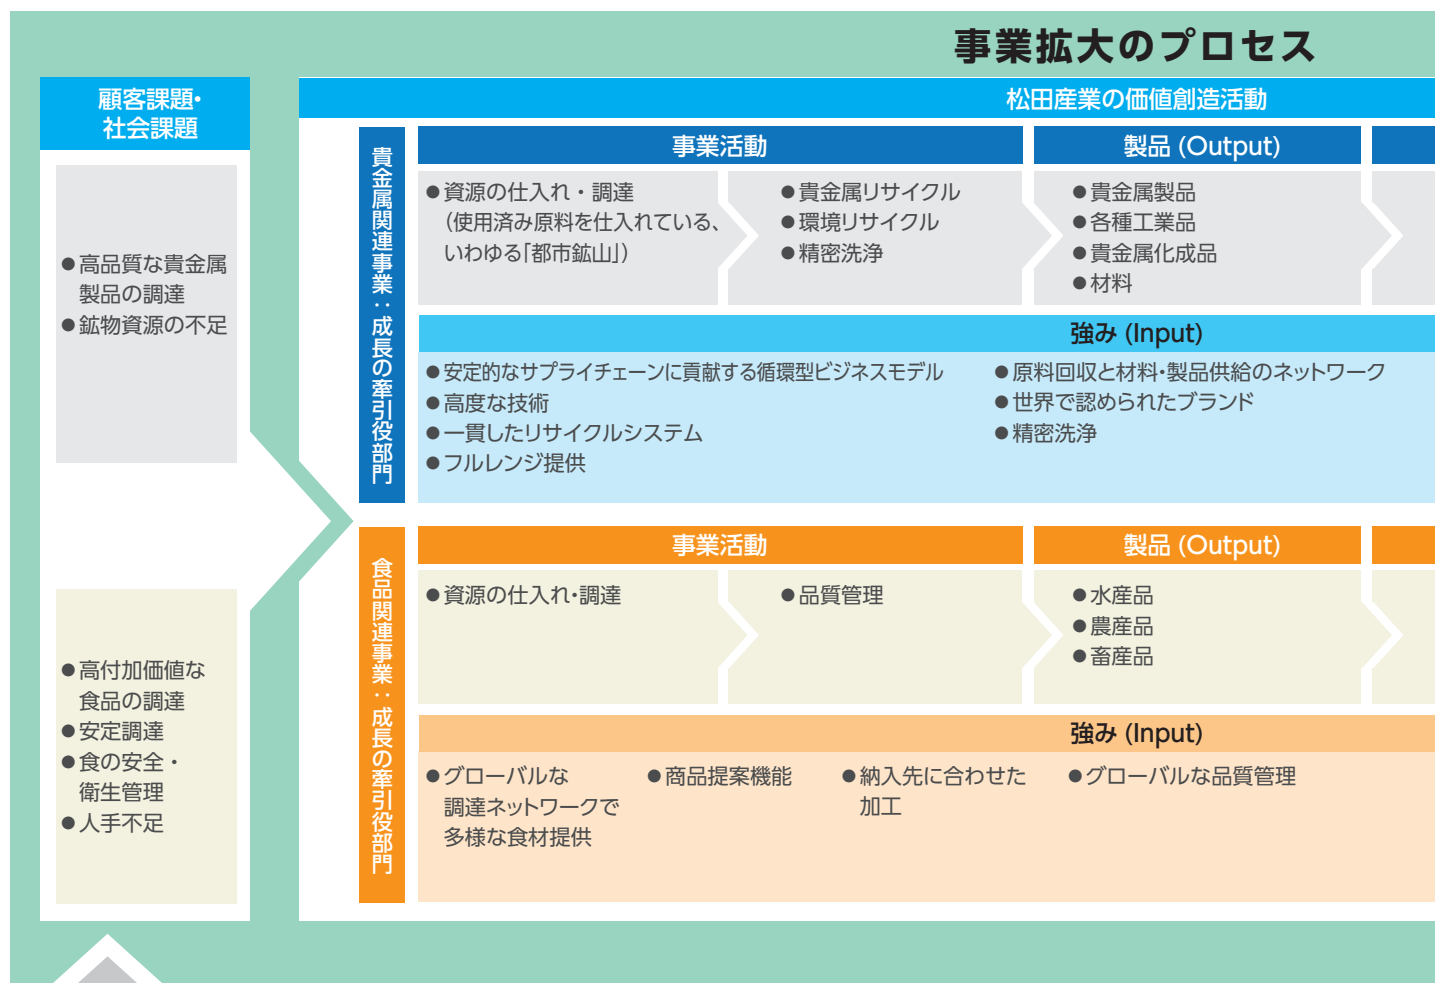 事業拡大のプロセス
顧客課題・
社会課題
●高品質な貴金属
製品の調達
●鉱物資源の不足
●高付加価値な
食品の調達
●安定調達
●食の安全・
衛生管理
●人手不足
松田産業の価値創造活動
貴金属関連事業：成長の牽引役部門
事業活動
●資源の仕入れ・調達
（使用済み原料を仕入れている、
いわゆる「都市鉱山」）
●貴金属リサイクル
●環境リサイクル
●精密洗浄
製品 (Output)
●貴金属製品
●各種工業品
●貴金属化成品
●材料
強み (Input)
●安定的なサプライチェーンに貢献する循環型ビジネスモデル
●高度な技術
●一貫したリサイクルシステム
●フルレンジ提供
●原料回収と材料・製品供給のネットワーク
●世界で認められたブランド
●精密洗浄
食品関連事業：成長の牽引役部門
事業活動
●資源の仕入れ・調達
●品質管理
製品 (Output)
●水産品
●農産品
●畜産品
強み (Input)
●グローバルな
調達ネットワークで
多様な食材提供
●商品提案機能
●納入先に合わせた
加工
●グローバルな品質管理